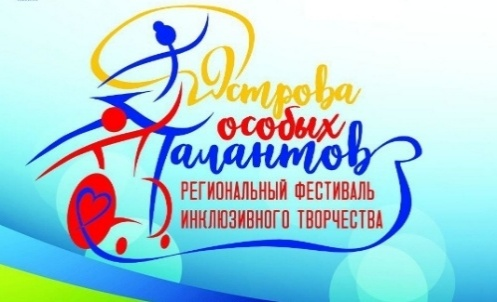 Острова
особых
Талантов
РЕГИОНАЛЬНЫЙ ФЕСТИВАЛЬ
ИНКЛЮЗИВНОГО ТВОРЧЕСТВА